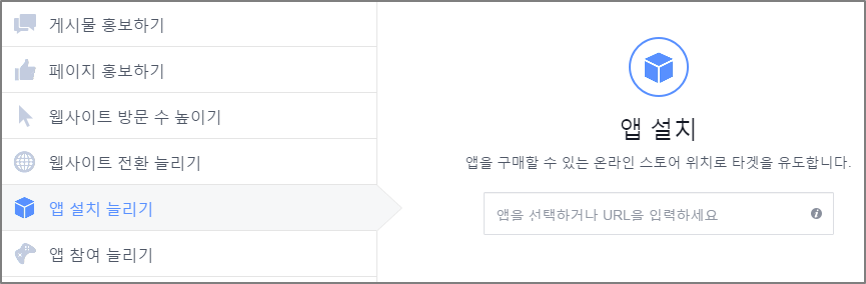 게시물 홍보하기
페이지 홍보하기
웹사이트 방문 수 높이기
웹사이트 전환 늘리기
앱 설치 늘리기
앱 참여 늘리기
앱 설치
앱을 구매할 수 있는 온라인 스토어 위치로 타겟을 유도합니다.
앱을 선택하거나 URL을 입력하세요